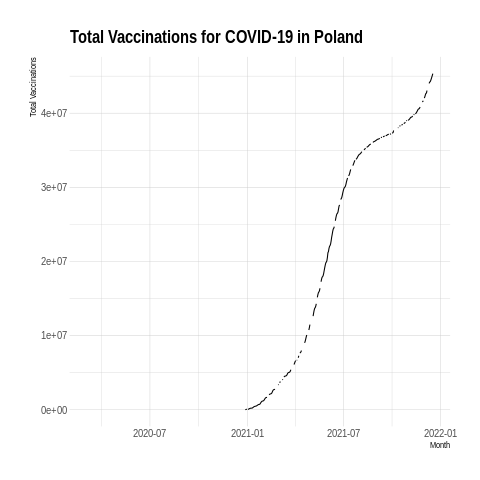 Total Vaccinations for COVID-19 in Poland
Total Vaccinations
4e+07
3e+07
2e+07
1e+07
0e+00
2020-07 2021-01 2021-07 2022-01
Month